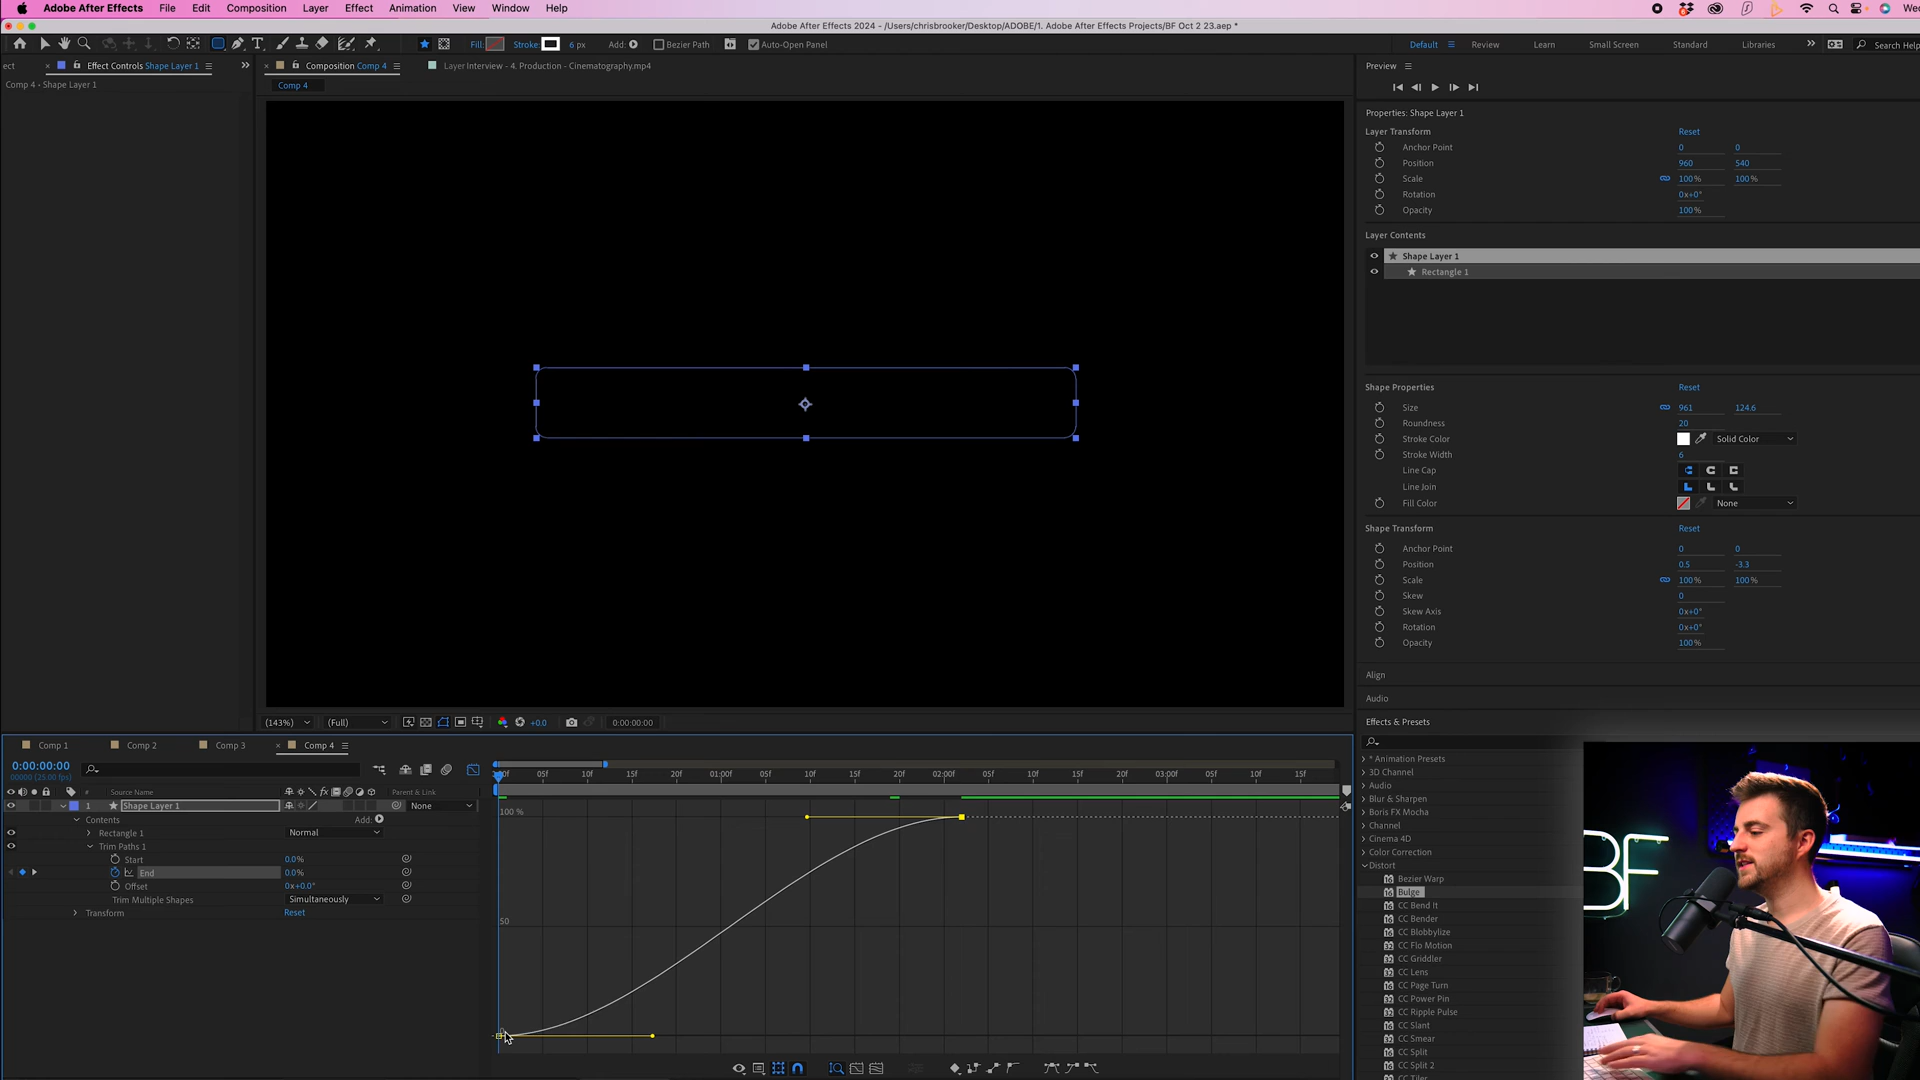 Adobe After Effects File Edit Composition Layer Effect Animation View Window Help
Adobe After Effects 2024 - /Users/chrisbrooker/Desktop/ADOBE/1. Adobe After Effects Projects/BF Oct 2 23.aep *
Fill: Stroke: 6 px Add: Bezier Path Auto-Open Panel Default Review Learn Small Screen Standard Libraries Search Help
Effect Controls Shape Layer 1 Composition Comp 4 Layer Interview - 4. Production - Cinematography.mp4 Preview
Comp 4 • Shape Layer 1 Comp 4
Properties: Shape Layer 1
Layer Transform Reset
Anchor Point 0 0
Position 960 540
Scale 100 % 100 %
Rotation 0x+0°
Opacity 100 %
Layer Contents
Shape Layer 1
Rectangle 1
Shape Properties Reset
Size 961 124.6
Roundness 20
Stroke Color Solid Color
Stroke Width 6
Line Cap
Line Join
Fill Color None
Shape Transform Reset
Anchor Point 0 0
Position 0.5 -3.3
Scale 100 % 100 %
Skew 0
Skew Axis 0x+0°
Rotation 0x+0°
Opacity 100 %
Align
Audio
Effects & Presets
(143%) (Full) +0.0 0:00:00:00
Comp 1 Comp 2 Comp 3 Comp 4
0:00:00:00
00000 (25.00 fps)
05f 10f 15f 20f 01:00f 05f 10f 15f 20f 02:00f 05f 10f 15f 20f 03:00f 05f 10f 15f
# Source Name Parent & Link
1 Shape Layer 1 None
Contents Add:
Rectangle 1 Normal
Trim Paths 1
Start 0.0%
End 0.0%
Offset 0x+0.0°
Trim Multiple Shapes Simultaneously
Transform Reset
100 %
50
* Animation Presets
3D Channel
Audio
Blur & Sharpen
Boris FX Mocha
Channel
Cinema 4D
Color Correction
Distort
Bezier Warp
Bulge
CC Bend It
CC Bender
CC Blobbylize
CC Flo Motion
CC Griddler
CC Lens
CC Page Turn
CC Power Pin
CC Ripple Pulse
CC Slant
CC Smear
CC Split
CC Split 2
CC Tiler
BF